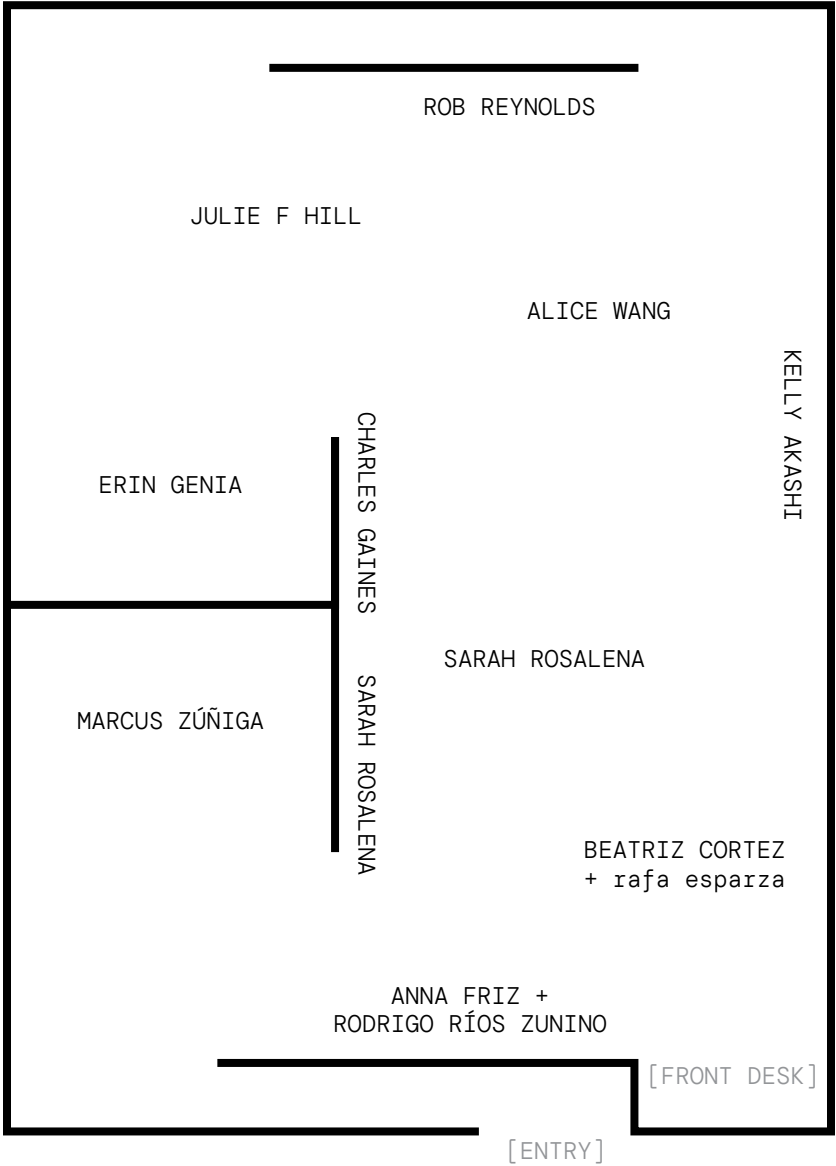 ROB REYNOLDS
JULIE F HILL
ALICE WANG
KELLY AKASHI
CHARLES GAINES
ERIN GENIA
SARAH ROSALENA
SARAH ROSALENA
MARCUS ZÚÑIGA
BEATRIZ CORTEZ
+ rafa esparza
ANNA FRIZ +
RODRIGO RÍOS ZUNINO
[FRONT DESK]
[ENTRY]